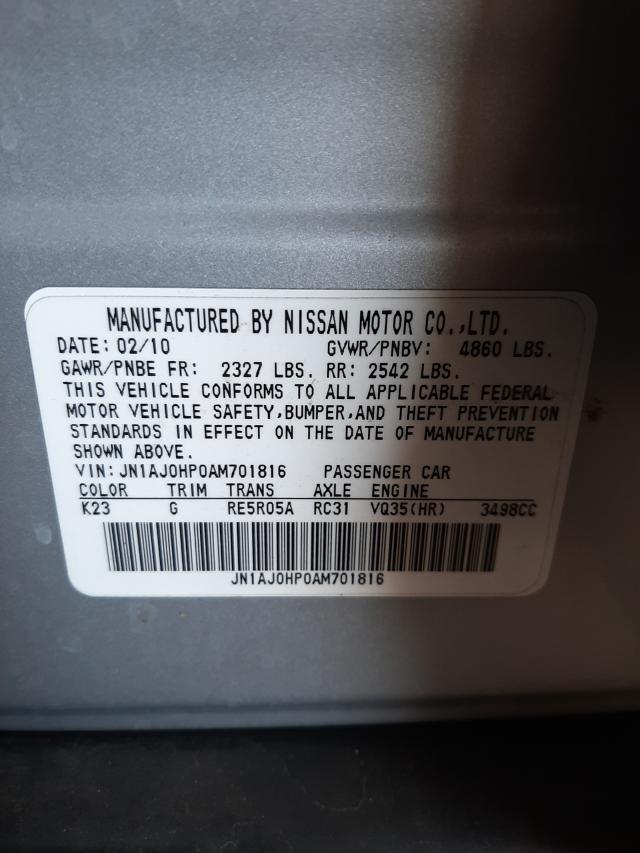 MANUFACTURED BY NISSAN MOTOR CO.,LTD.
DATE: 02/10 GVWR/PNBV: 4860 LBS.
GAWR/PNBE FR: 2327 LBS. RR: 2542 LBS.
THIS VEHICLE CONFORMS TO ALL APPLICABLE FEDERAL
MOTOR VEHICLE SAFETY,BUMPER,AND THEFT PREVENTION
STANDARDS IN EFFECT ON THE DATE OF MANUFACTURE
SHOWN ABOVE.
VIN: JN1AJ0HP0AM701816 PASSENGER CAR
COLOR TRIM TRANS AXLE ENGINE
K23 G RE5R05A RC31 VQ35(HR) 3498CC
JN1AJ0HP0AM701816